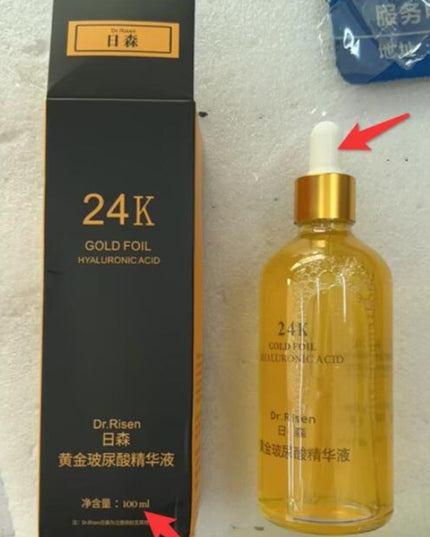 Dr.Risen
日森
24K
GOLD FOIL
HYALURONIC ACID
Dr.Risen
日森
黄金玻尿酸精华液
净含量：100ml
24K
GOLD FOIL
HYALURONIC ACID
Dr.Risen
日森
黄金玻尿酸精华液
服务
地址